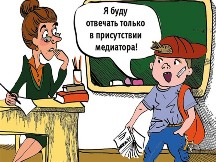 Я буду
отвечать только
в присутствии
медиатора!